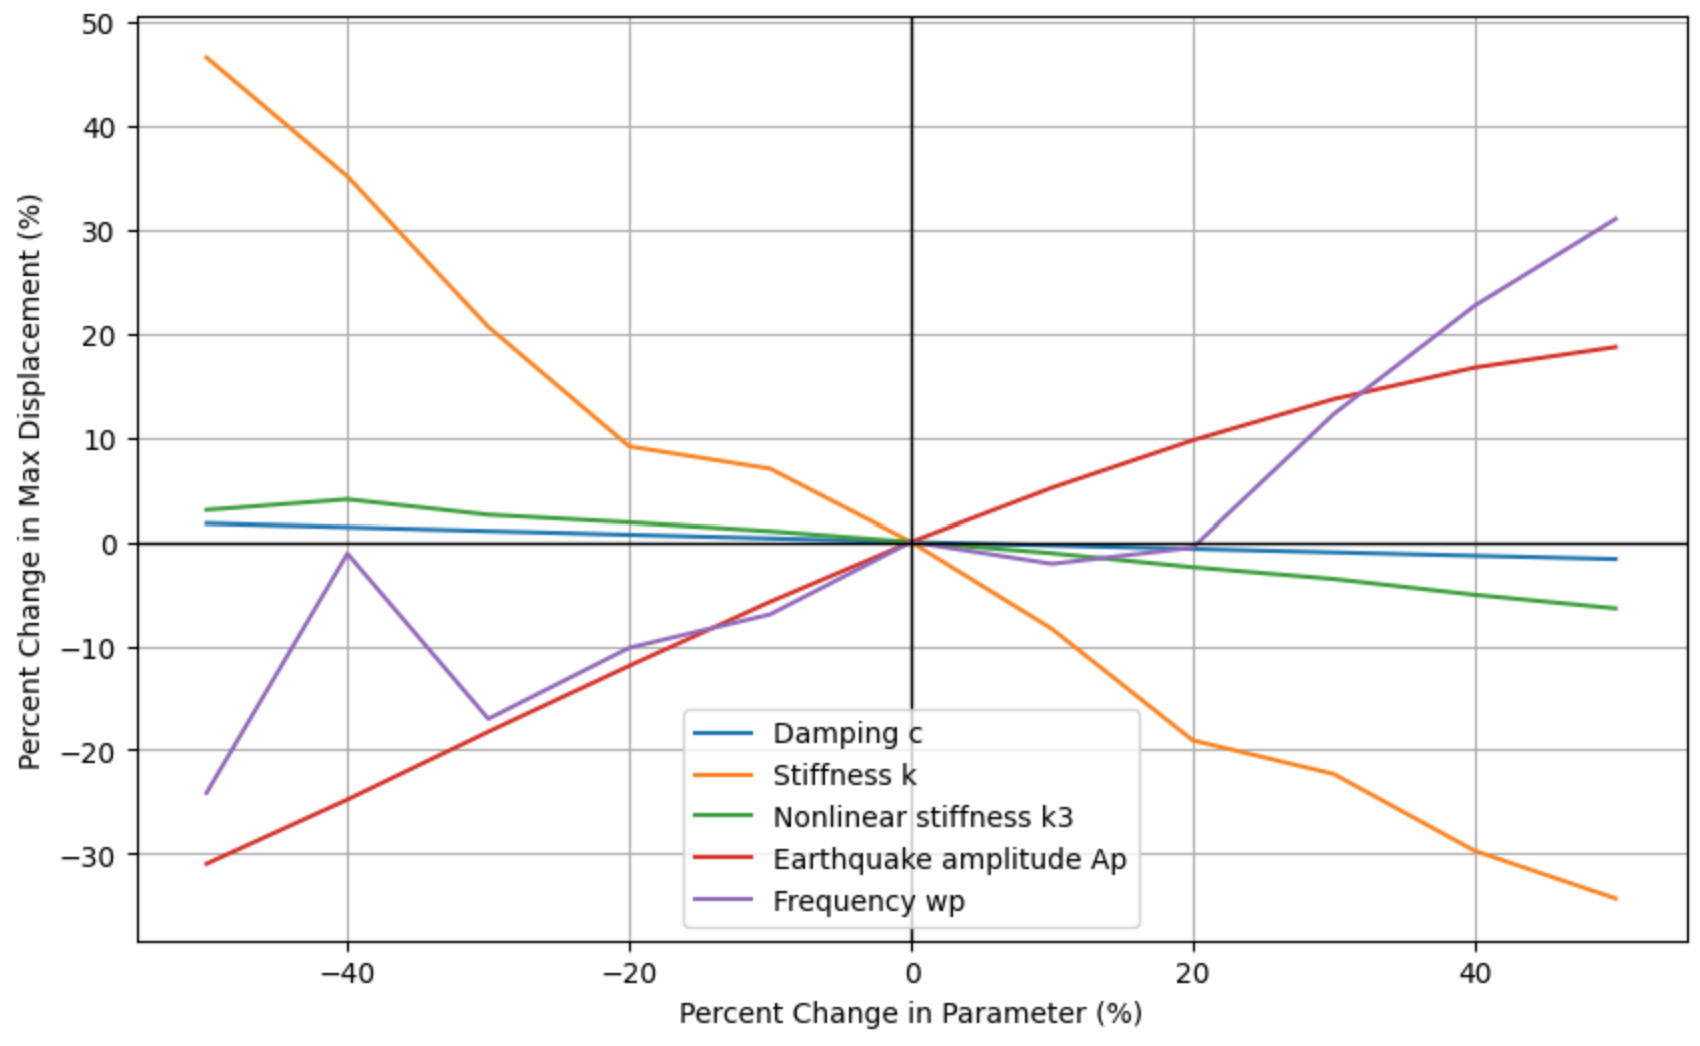 Percent Change in Max Displacement (%)
50
40
30
20
10
0
−10
−20
−30
Damping c
Stiffness k
Nonlinear stiffness k3
Earthquake amplitude Ap
Frequency wp
−40 −20 0 20 40
Percent Change in Parameter (%)